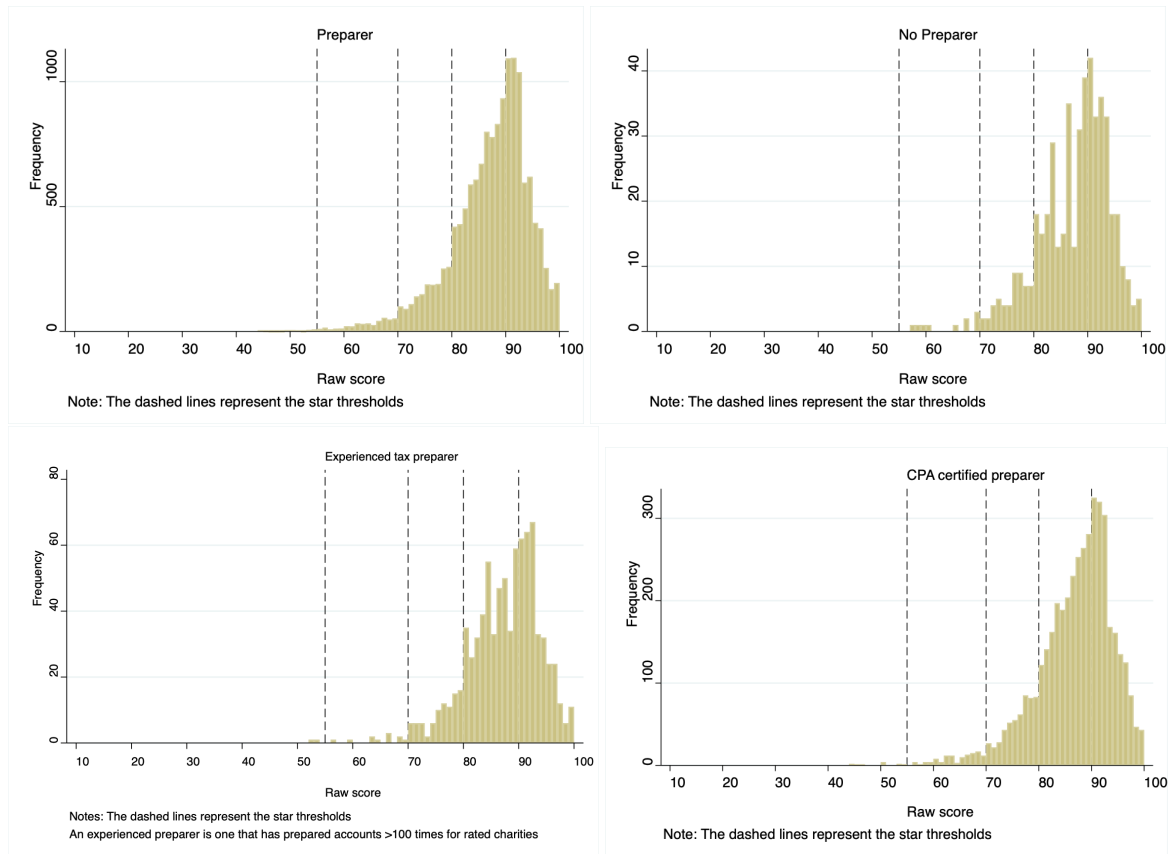 Preparer
1000
500
0
Frequency
10 20 30 40 50 60 70 80 90 100
Raw score
Note: The dashed lines represent the star thresholds
No Preparer
40
30
20
10
0
Frequency
10 20 30 40 50 60 70 80 90 100
Raw score
Note: The dashed lines represent the star thresholds
Experienced tax preparer
80
60
40
20
0
Frequency
10 20 30 40 50 60 70 80 90 100
Raw score
Notes: The dashed lines represent the star thresholds
An experienced preparer is one that has prepared accounts >100 times for rated charities
CPA certified preparer
300
200
100
0
Frequency
10 20 30 40 50 60 70 80 90 100
Raw score
Note: The dashed lines represent the star thresholds